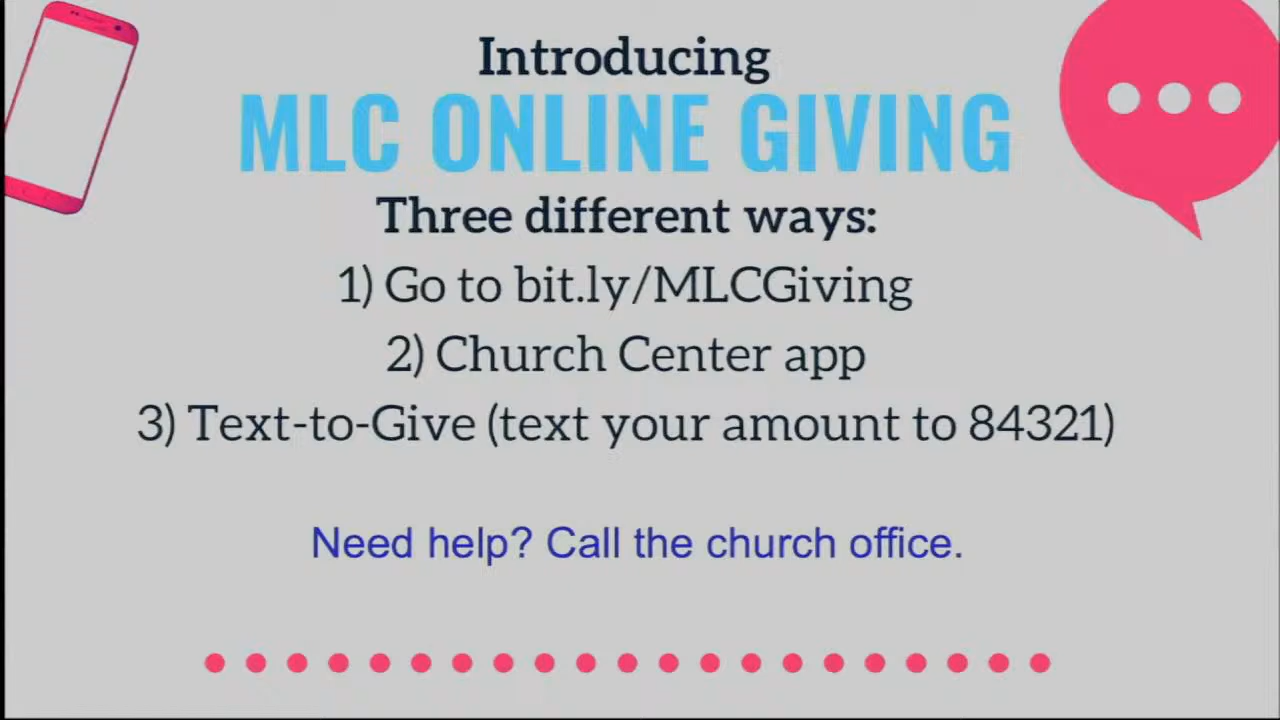 Introducing
MLC ONLINE GIVING
Three different ways:
1) Go to bit.ly/MLCGiving
2) Church Center app
3) Text-to-Give (text your amount to 84321)
Need help? Call the church office.